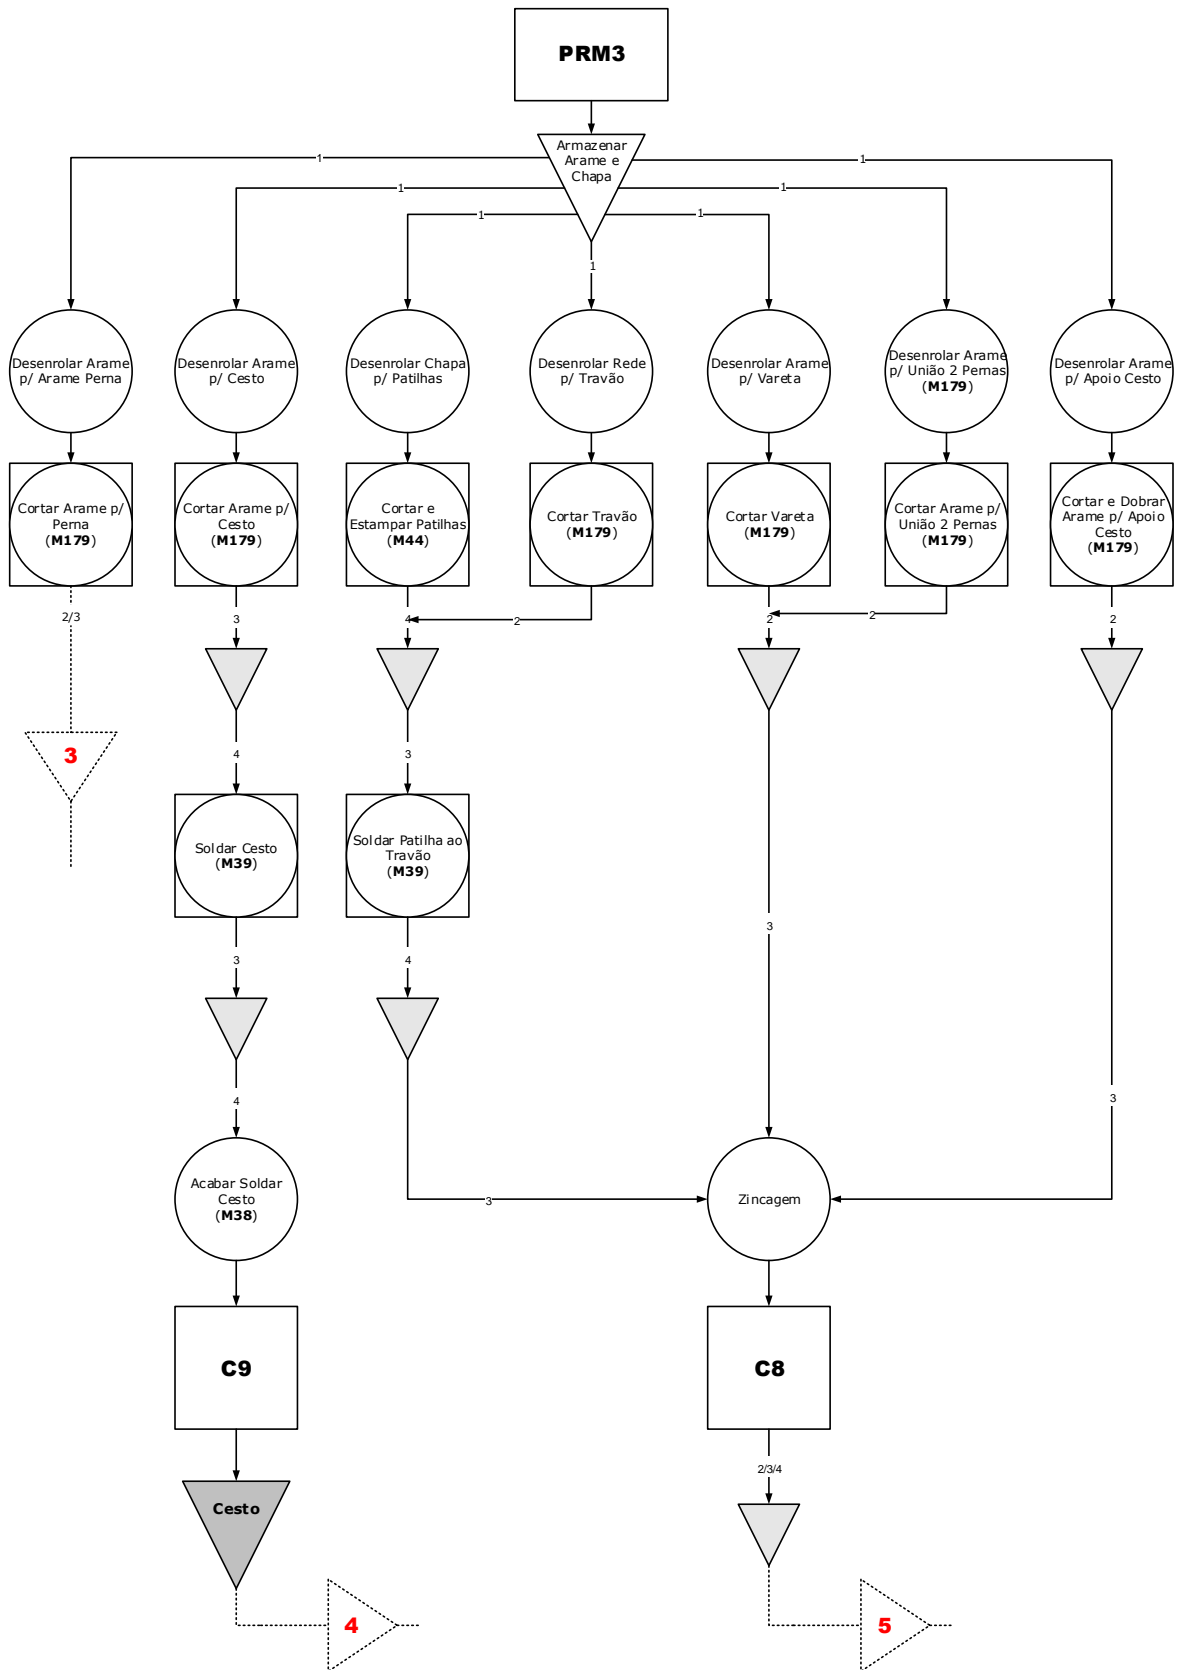 PRM3
Armazenar
Arame e
Chapa
1
1
1
1
1
1
1
Desenrolar Arame
p/ Arame Perna
Desenrolar Arame
p/ Cesto
Desenrolar Chapa
p/ Patilhas
Desenrolar Rede
p/ Travão
Desenrolar Arame
p/ Vareta
Desenrolar Arame
p/ União 2 Pernas
(M179)
Desenrolar Arame
p/ Apoio Cesto
Cortar Arame p/
Perna
(M179)
Cortar Arame p/
Cesto
(M179)
Cortar e
Estampar Patilhas
(M44)
Cortar Travão
(M179)
Cortar Vareta
(M179)
Cortar Arame p/
União 2 Pernas
(M179)
Cortar e Dobrar
Arame p/ Apoio
Cesto
(M179)
2/3
3
4
2
2
2
2
3
4
3
Soldar Cesto
(M39)
Soldar Patilha ao
Travão
(M39)
3
3
4
4
3
Acabar Soldar
Cesto
(M38)
3
Zincagem
C9
C8
2/3/4
Cesto
4
5